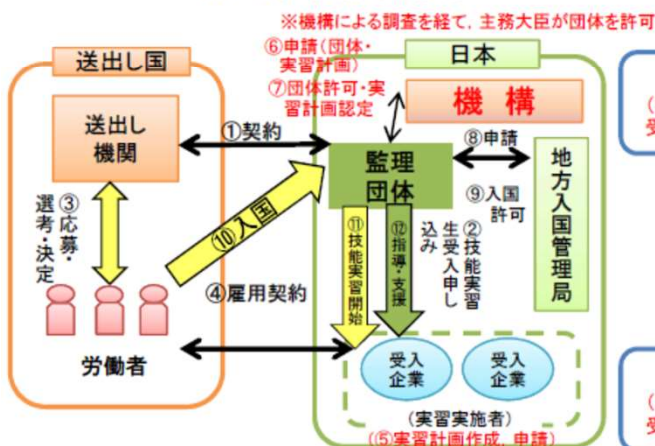 ※機構による調査を経て，主務大臣が団体を許可
⑥申請（団体・
実習計画）
⑦団体許可・実
習計画認定
送出し国
日本
送出し
機関
機構
①契約
監理
団体
⑧申請
⑨入国
許可
地方入国管理局
③応募・
選考・決定
⑩入国
④雇用契約
⑪技能実習開始
⑫指導・支援
②技能実習
生受入申し
込み
労働者
受入
企業
受入
企業
(実習実施者)
(⑤実習計画作成，申請)
(
受
(
受